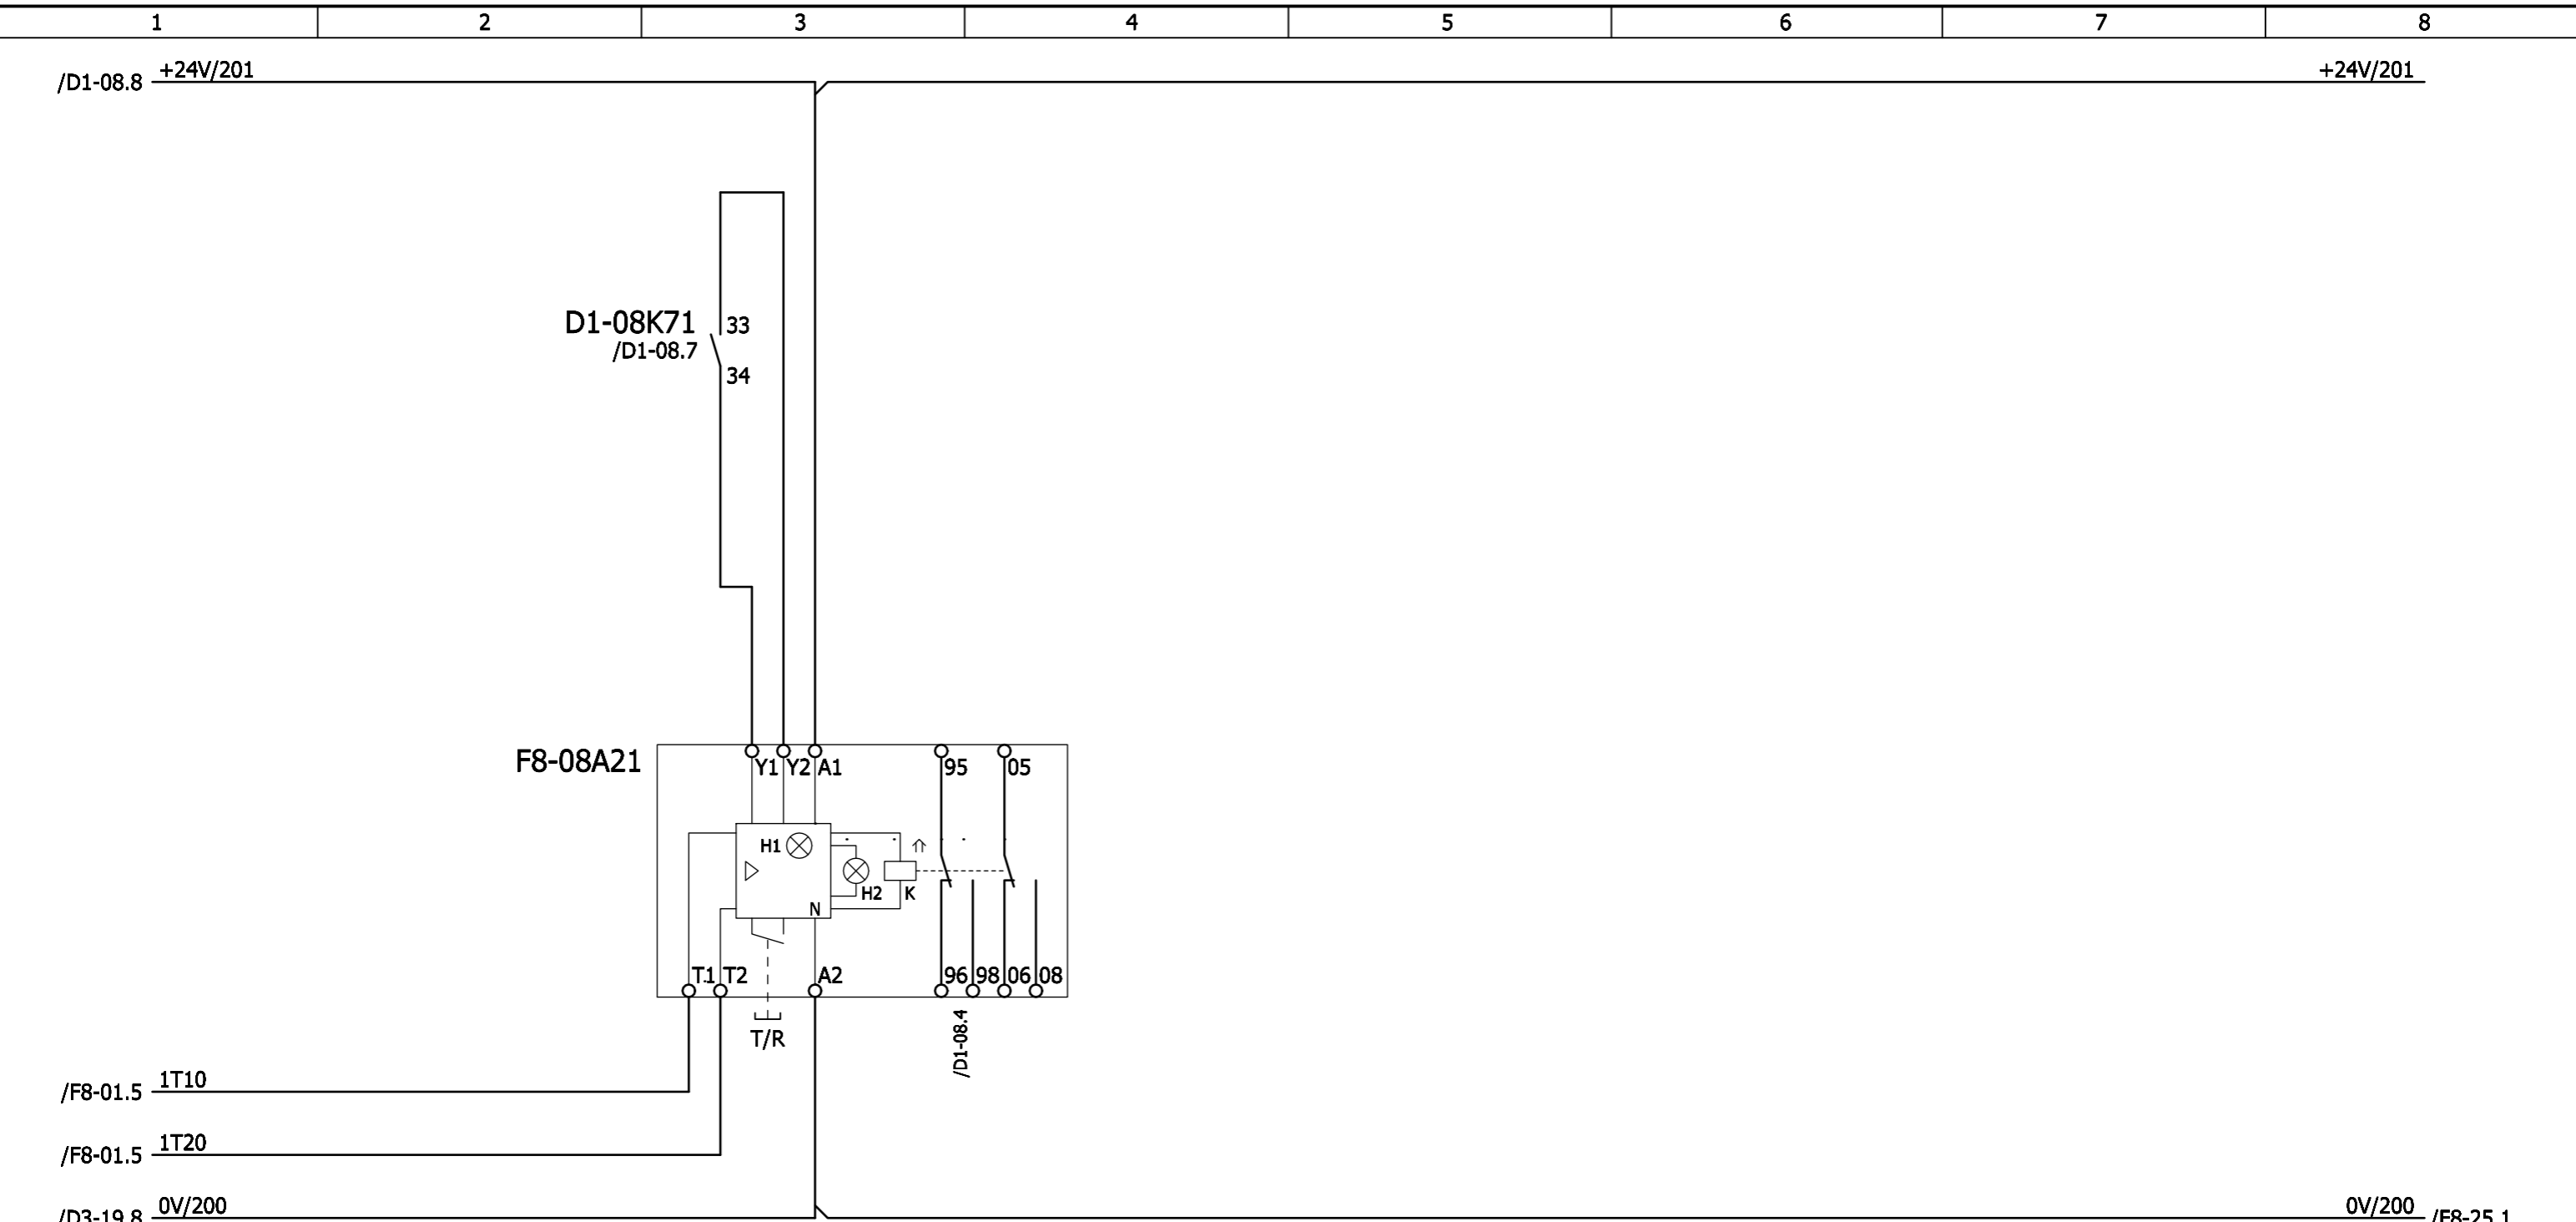 1 2 3 4 5 6 7 8
/D1-08.8 +24V/201 +24V/201
D1-08K71 33
/D1-08.7
34
F8-08A21
Y1 Y2 A1 95 05
H1
H2 K
N
T1 T2 A2 96 98 06 08
/D1-08.4
T/R
/F8-01.5 1T10
/F8-01.5 1T20
/D3-19.8 0V/200 0V/200 /F8-25.1